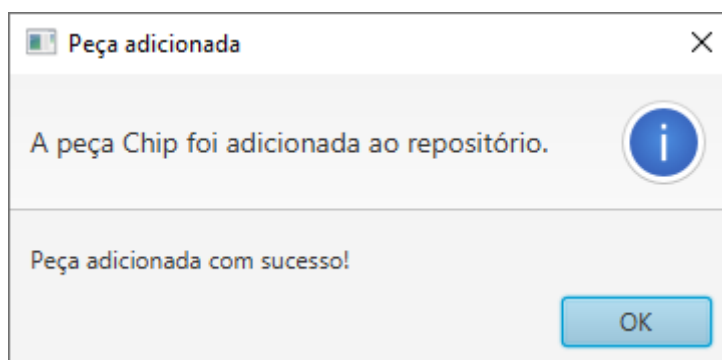 Peça adicionada
A peça Chip foi adicionada ao repositório.
i
Peça adicionada com sucesso!
OK